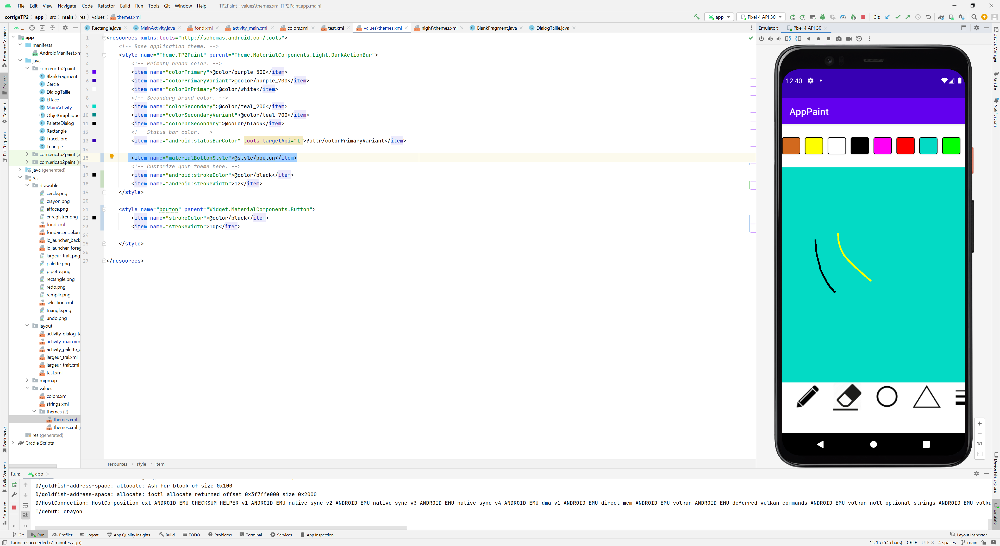 File Edit View Navigate Code Refactor Build Run Tools Git Window Help TP2Paint - values\themes.xml [TP2Paint.app.main]
corrigeTP2 app src main res values themes.xml app Pixel 4 API 30 Git:
... Rectangle.java MainActivity.java fond.xml activity_main.xml colors.xml test.xml values\themes.xml night\themes.xml BlankFragment.java DialogTaille.java Emulator: Pixel 4 API 30
Resource Manager
Project
Commit
Pull Requests
Bookmarks
Build Variants
Structure
app
manifests
AndroidManifest.xm
java
com.eric.tp2paint
BlankFragment
Cercle
DialogTaille
Efface
MainActivity
ObjetGraphique
PaletteDialog
Rectangle
TraceLibre
Triangle
com.eric.tp2paint (a
com.eric.tp2paint (te
java (generated)
res
drawable
cercle.png
crayon.png
efface.png
enregistrer.png
fond.xml
fondarcenciel.xm
ic_launcher_back
ic_launcher_foreg
largeur_trait.png
palette.png
pipette.png
rectangle.png
redo.png
remplir.png
selection.xml
triangle.png
undo.png
layout
activity_dialog_ta
activity_main.xm
activity_palette_d
largeur_trai.xml
largeur_trait.xml
test.xml
mipmap
values
colors.xml
strings.xml
themes (2)
themes.xml
themes.xml (
res (generated)
Gradle Scripts
1 <resources xmlns:tools="http://schemas.android.com/tools">
2 <!-- Base application theme. -->
3 <style name="Theme.TP2Paint" parent="Theme.MaterialComponents.Light.DarkActionBar">
4 <!-- Primary brand color. -->
5 <item name="colorPrimary">@color/purple_500</item>
6 <item name="colorPrimaryVariant">@color/purple_700</item>
7 <item name="colorOnPrimary">@color/white</item>
8 <!-- Secondary brand color. -->
9 <item name="colorSecondary">@color/teal_200</item>
10 <item name="colorSecondaryVariant">@color/teal_700</item>
11 <item name="colorOnSecondary">@color/black</item>
12 <!-- Status bar color. -->
13 <item name="android:statusBarColor" tools:targetApi="l">?attr/colorPrimaryVariant</item>
14
15 <item name="materialButtonStyle">@style/bouton</item>
16 <!-- Customize your theme here. -->
17 <item name="android:strokeColor">@color/black</item>
18 <item name="android:strokeWidth">12</item>
19 </style>
20
21 <style name="bouton" parent="Widget.MaterialComponents.Button">
22 <item name="strokeColor">@color/black</item>
23 <item name="strokeWidth">1dp</item>
24
25 </style>
26
27 </resources>
resources style item
12:40
AppPaint
1:1
Device Manager
Gradle
Notifications
Device File Explorer
Emulator
Run: app
D/goldfish-address-space: allocate: Ask for block of size 0x100
D/goldfish-address-space: allocate: ioctl allocate returned offset 0x3f7ffe000 size 0x2000
D/HostConnection: HostComposition ext ANDROID_EMU_CHECKSUM_HELPER_v1 ANDROID_EMU_native_sync_v2 ANDROID_EMU_native_sync_v3 ANDROID_EMU_native_sync_v4 ANDROID_EMU_dma_v1 ANDROID_EMU_direct_mem ANDROID_EMU_vulkan ANDROID_EMU_deferred_vulkan_commands ANDROID_EMU_vulkan_null_optional_strings ANDROID_EMU_vulka
I/debut: crayon
Git Run Profiler Logcat App Quality Insights Build TODO Problems Terminal Services App Inspection Layout Inspector
Launch succeeded (7 minutes ago) 15:15 (54 chars) CRLF UTF-8 4 spaces main